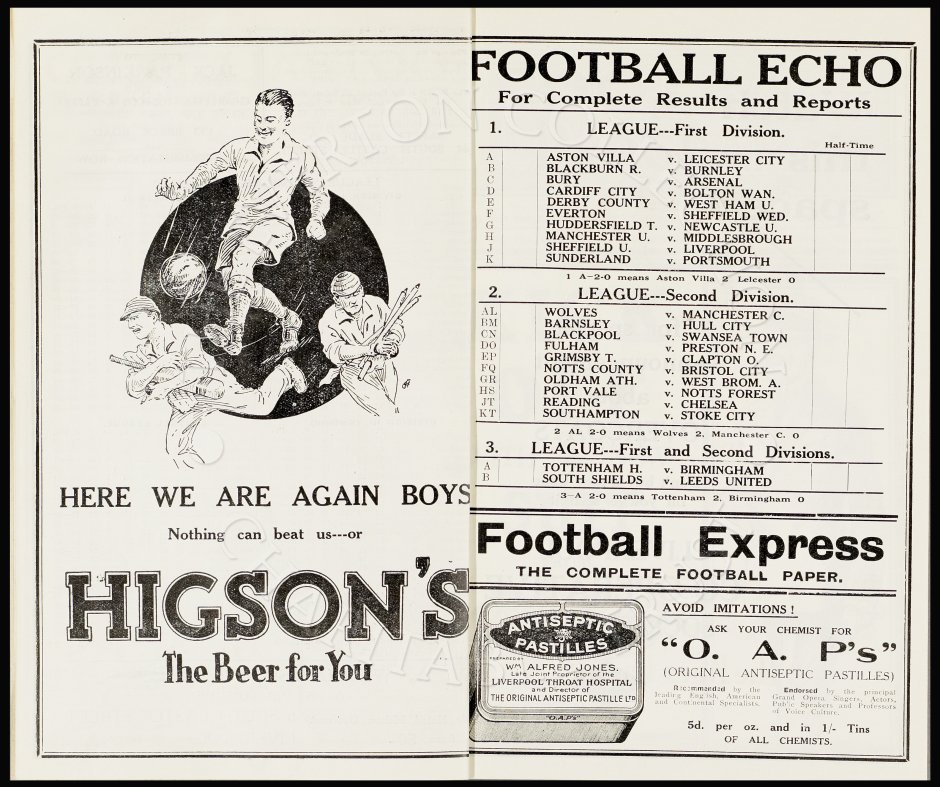 HERE WE ARE AGAIN BOYS
Nothing can beat us---or
HIGSON'S
The Beer for You
FOOTBALL ECHO
For Complete Results and Reports
1. LEAGUE---First Division.
Half-Time
A ASTON VILLA v. LEICESTER CITY
B BLACKBURN R. v. BURNLEY
C BURY v. ARSENAL
D CARDIFF CITY v. BOLTON WAN.
E DERBY COUNTY v. WEST HAM U.
F EVERTON v. SHEFFIELD WED.
G HUDDERSFIELD T. v. NEWCASTLE U.
H MANCHESTER U. v. MIDDLESBROUGH
J SHEFFIELD U. v. LIVERPOOL
K SUNDERLAND v. PORTSMOUTH
1 A-2-0 means Aston Villa 2 Leicester 0
2. LEAGUE---Second Division.
AL WOLVES v. MANCHESTER C.
BM BARNSLEY v. HULL CITY
CN BLACKPOOL v. SWANSEA TOWN
DO FULHAM v. PRESTON N. E.
EP GRIMSBY T. v. CLAPTON O.
FQ NOTTS COUNTY v. BRISTOL CITY
GR OLDHAM ATH. v. WEST BROM. A.
HS PORT VALE v. NOTTS FOREST
JT READING v. CHELSEA
KT SOUTHAMPTON v. STOKE CITY
2 AL 2-0 means Wolves 2, Manchester C. 0
3. LEAGUE---First and Second Divisions.
A TOTTENHAM H. v. BIRMINGHAM
B SOUTH SHIELDS v. LEEDS UNITED
3-A 2-0 means Tottenham 2, Birmingham 0
Football Express
THE COMPLETE FOOTBALL PAPER.
ANTISEPTIC
PASTILLES
PREPARED BY
WM ALFRED JONES.
Late Joint Proprietor of the
LIVERPOOL THROAT HOSPITAL
and Director of
THE ORIGINAL ANTISEPTIC PASTILLE LTD
"O.A.P's"
AVOID IMITATIONS!
ASK YOUR CHEMIST FOR
"O. A. P's"
(ORIGINAL ANTISEPTIC PASTILLES)
Recommended by the
leading English, American
and Continental Specialists.
Endorsed by the principal
Grand Opera Singers, Actors,
Public Speakers and Professors
of Voice Culture.
5d. per oz. and in 1/- Tins
OF ALL CHEMISTS.